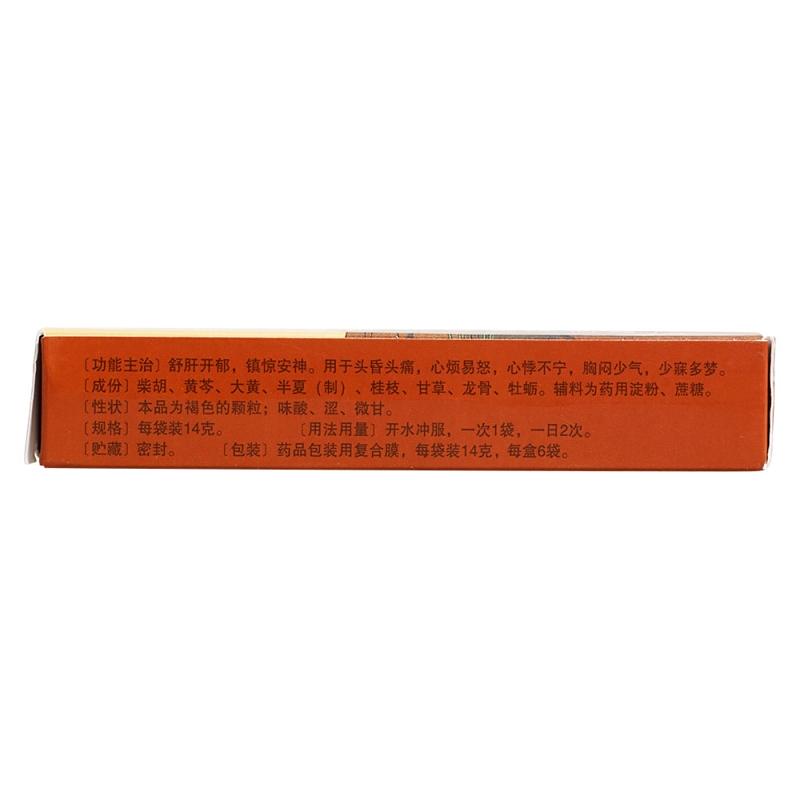 〔功能主治〕舒肝开郁，镇惊安神。用于头昏头痛，心烦易怒，心悸不宁，胸闷少气，少寐多梦。
〔成份〕柴胡、黄芩、大黄、半夏（制）、桂枝、甘草、龙骨、牡蛎。辅料为药用淀粉、蔗糖。
〔性状〕本品为褐色的颗粒；味酸、涩、微甘。
〔规格〕每袋装14克。 〔用法用量〕开水冲服，一次1袋，一日2次。
〔贮藏〕密封。 〔包装〕药品包装用复合膜，每袋装14克，每盒6袋。